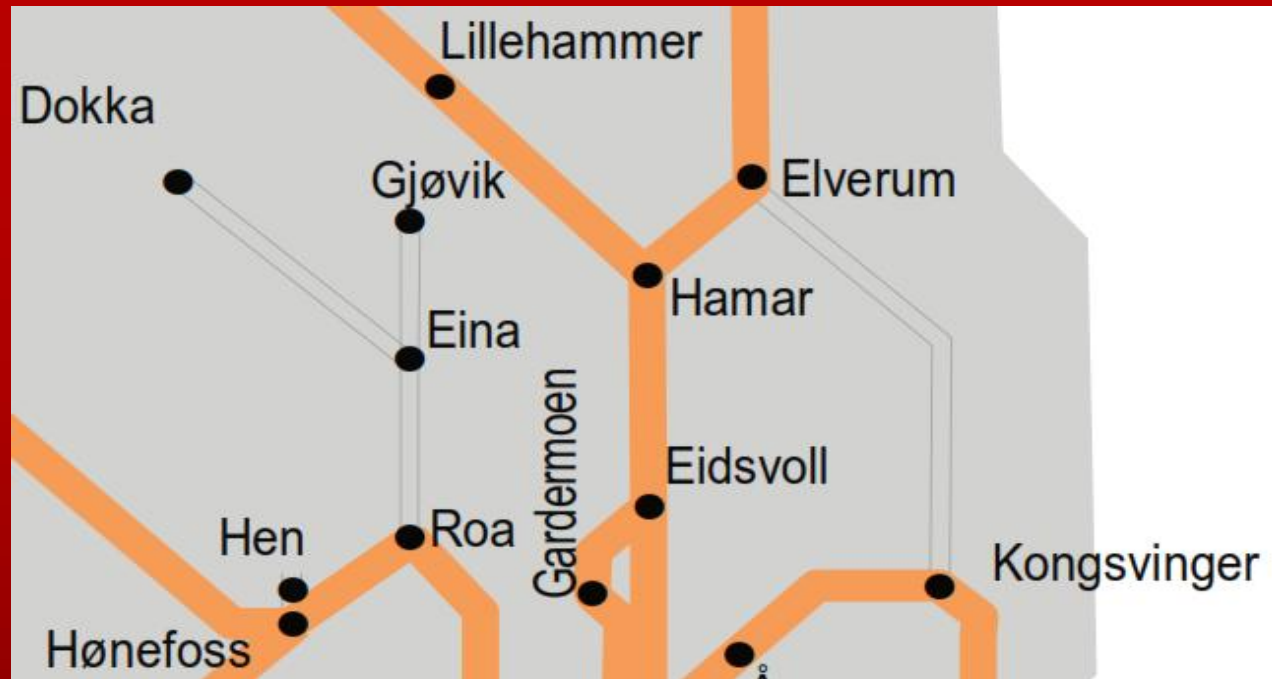 Lillehammer
Dokka
Gjøvik
Elverum
Hamar
Eina
Gardermoen
Eidsvoll
Hen
Roa
Kongsvinger
Hønefoss